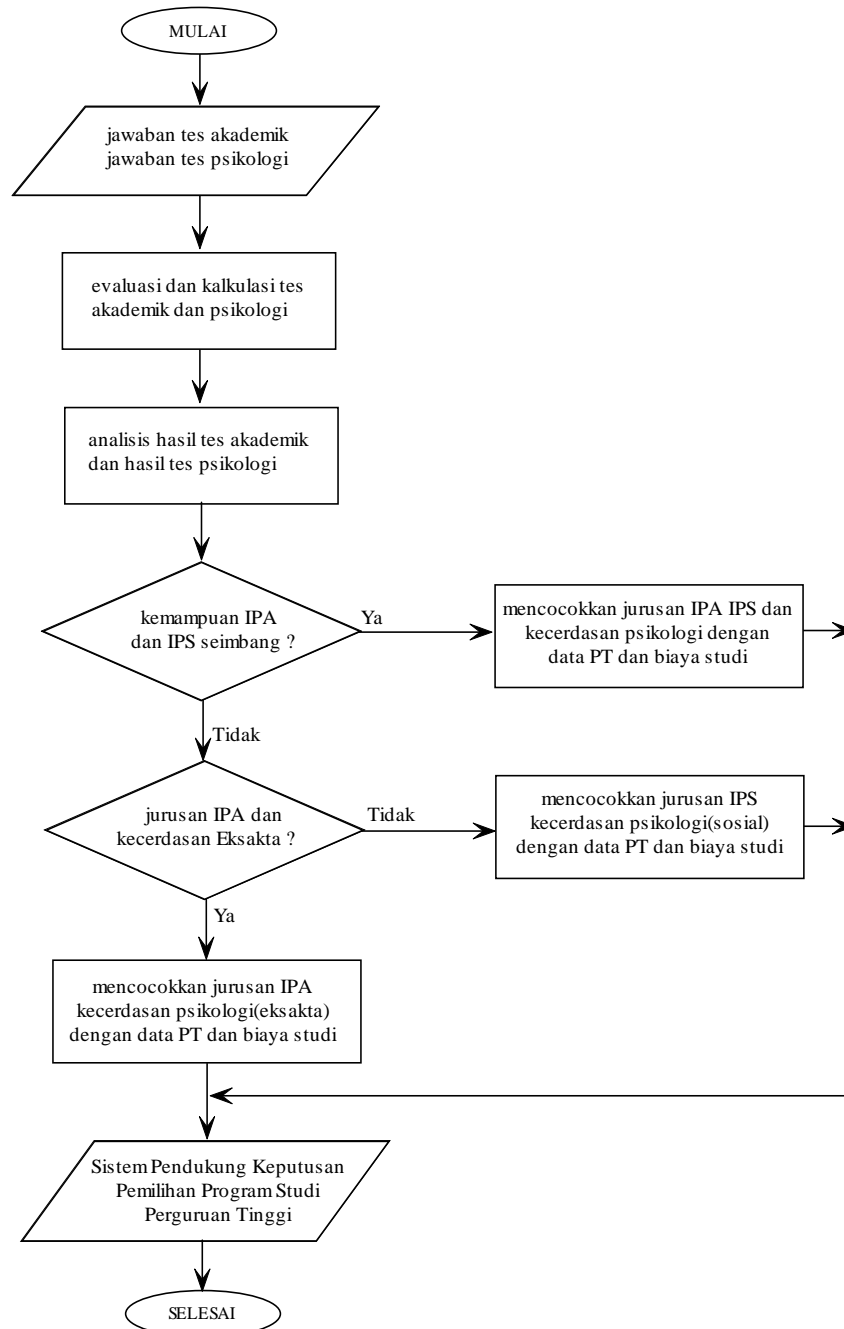 MULAI
jawaban tes akademik
jawaban tes psikologi
evaluasi dan kalkulasi tes
akademik dan psikologi
analisis hasil tes akademik
dan hasil tes psikologi
kemampuan IPA
dan IPS seimbang ?
Ya
mencocokkan jurusan IPA IPS dan
kecerdasan psikologi dengan
data PT dan biaya studi
Tidak
jurusan IPA dan
kecerdasan Eksakta ?
Tidak
mencocokkan jurusan IPS
kecerdasan psikologi(sosial)
dengan data PT dan biaya studi
Ya
mencocokkan jurusan IPA
kecerdasan psikologi(eksakta)
dengan data PT dan biaya studi
Sistem Pendukung Keputusan
Pemilihan Program Studi
Perguruan Tinggi
SELESAI